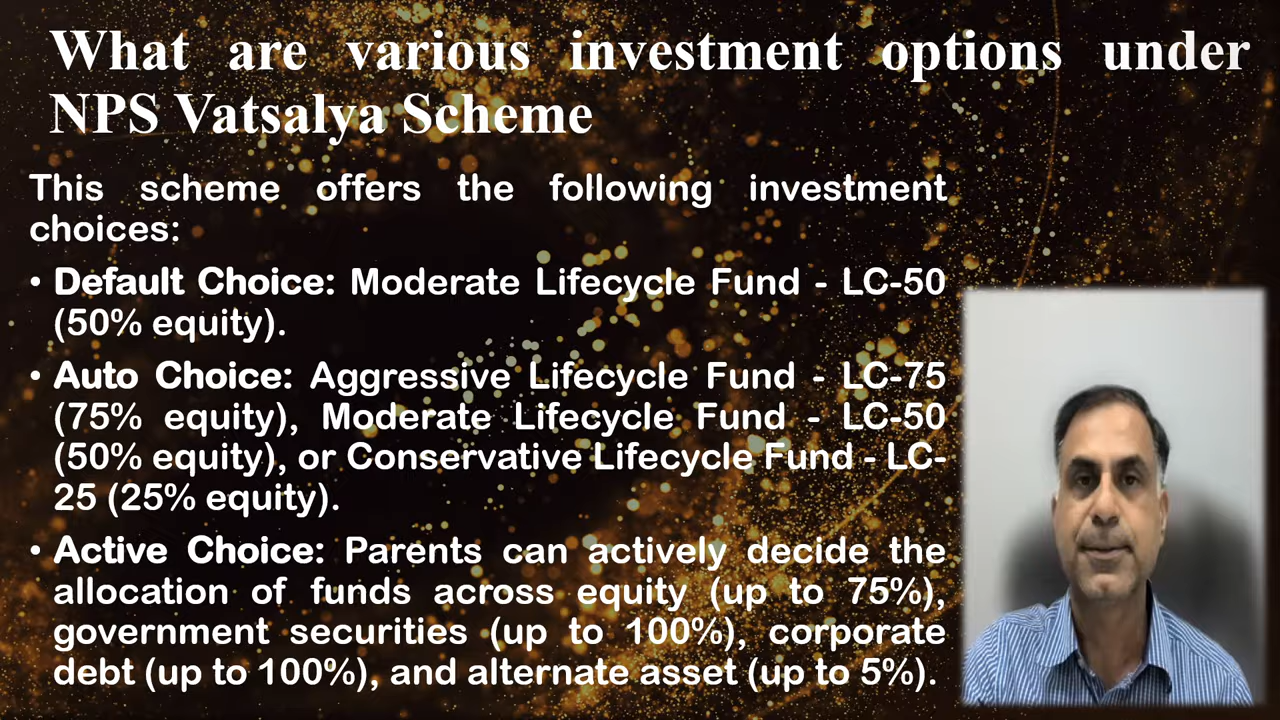 What are various investment options under
NPS Vatsalya Scheme
This scheme offers the following investment
choices:
• Default Choice: Moderate Lifecycle Fund - LC-50
(50% equity).
• Auto Choice: Aggressive Lifecycle Fund - LC-75
(75% equity), Moderate Lifecycle Fund - LC-50
(50% equity), or Conservative Lifecycle Fund - LC-
25 (25% equity).
• Active Choice: Parents can actively decide the
allocation of funds across equity (up to 75%),
government securities (up to 100%), corporate
debt (up to 100%), and alternate asset (up to 5%).